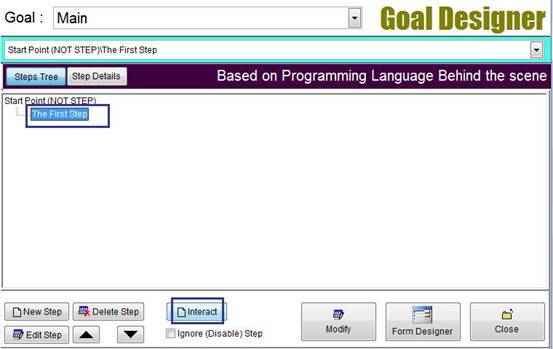 Goal : Main Goal Designer
Start Point (NOT STEP)\The First Step
Steps Tree Step Details Based on Programming Language Behind the scene
Start Point (NOT STEP)
The First Step
New Step Delete Step Interact
Edit Step Ignore (Disable) Step Modify Form Designer Close